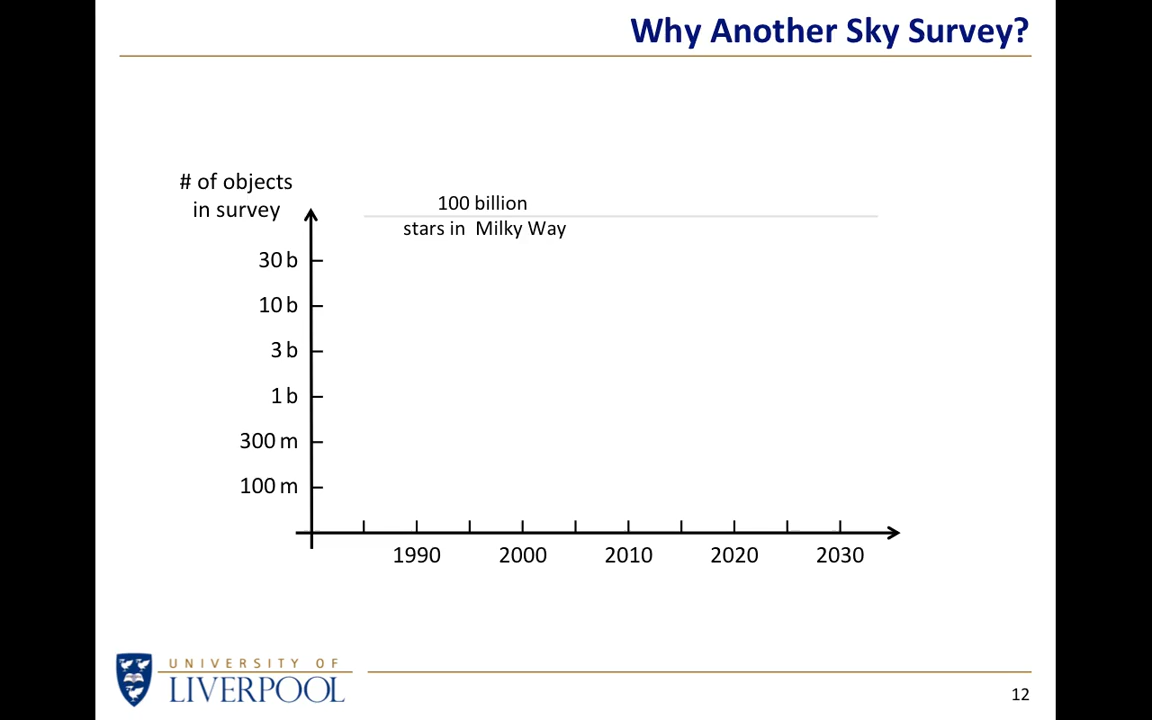 Why Another Sky Survey?
# of objects
in survey
100 billion
stars in Milky Way
30 b
10 b
3 b
1 b
300 m
100 m
1990 2000 2010 2020 2030
UNIVERSITY OF
LIVERPOOL
12